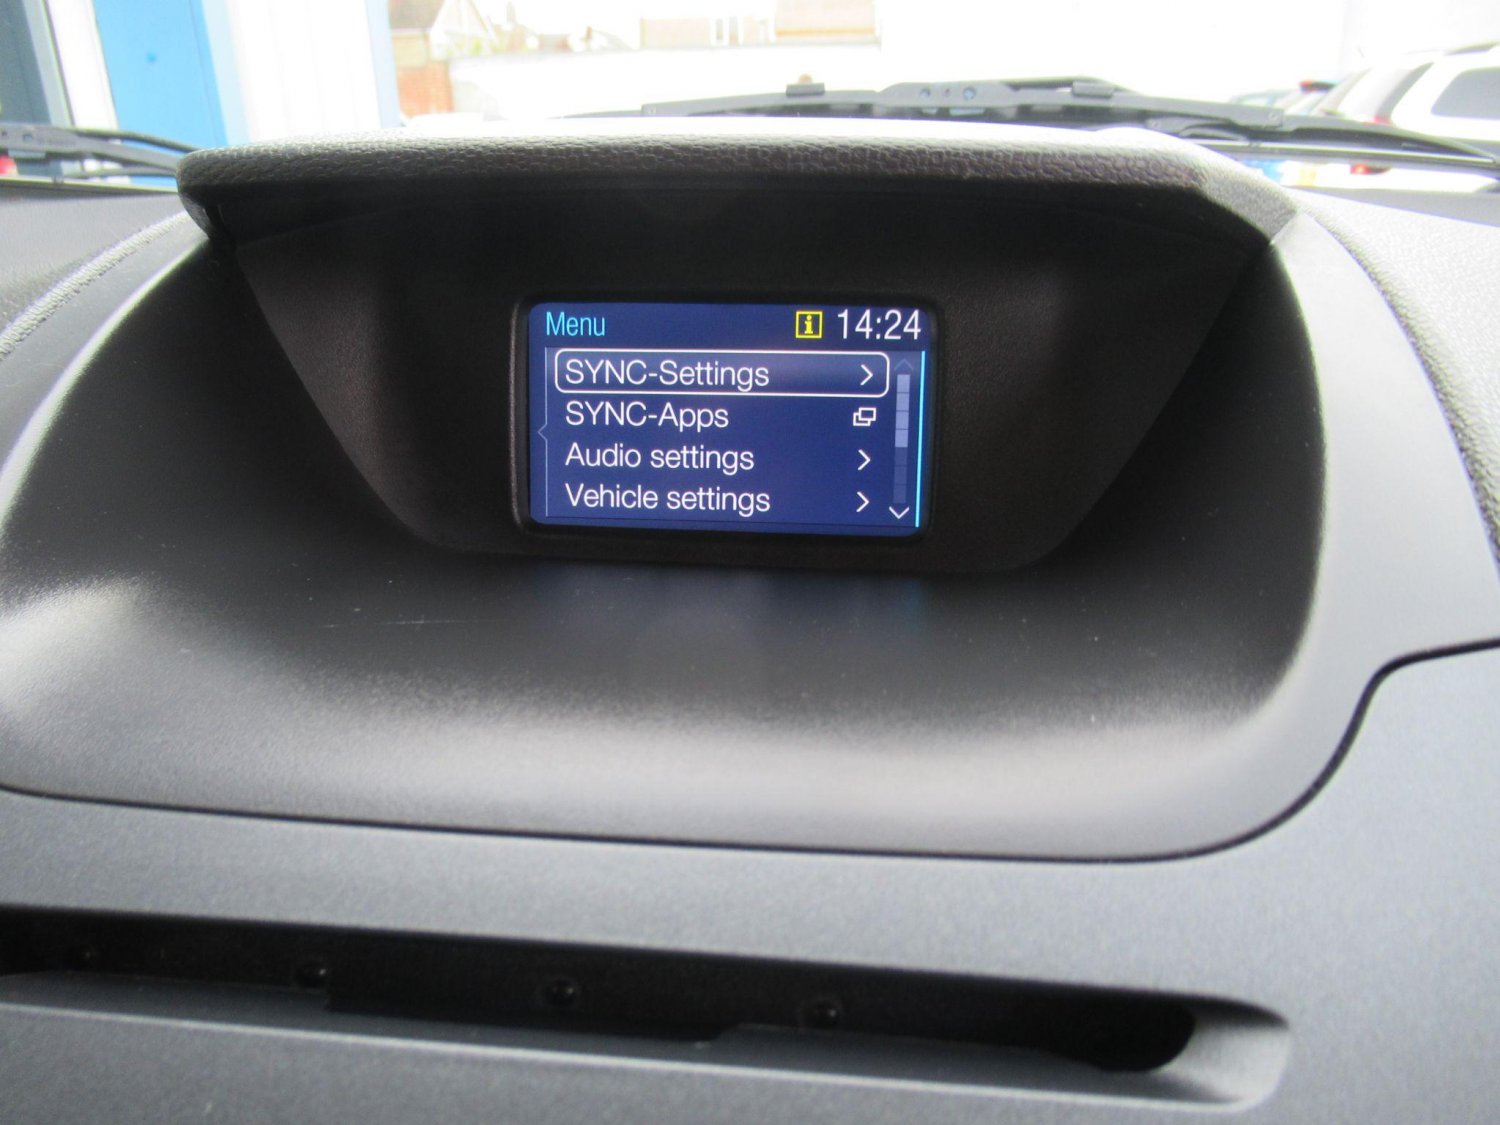 Menu i 14:24
SYNC-Settings
SYNC-Apps
Audio settings
Vehicle settings